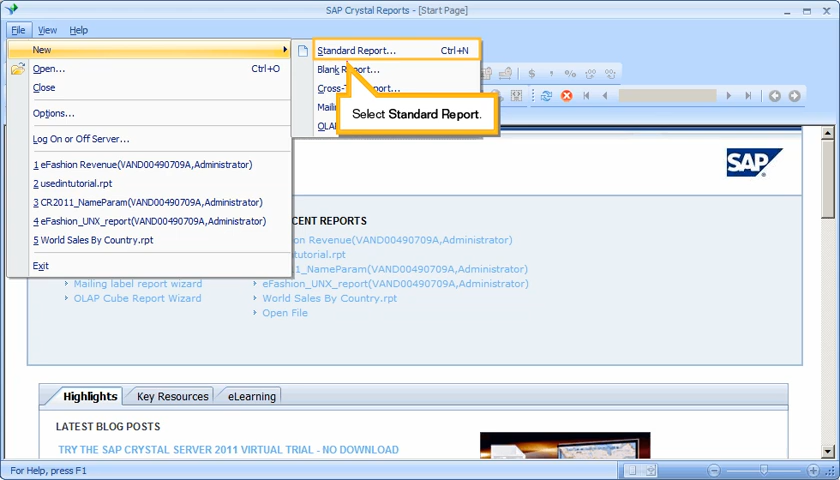 SAP Crystal Reports - [Start Page]
File View Help
New
Open... Ctrl+O
Close
Options...
Log On or Off Server...
1 eFashion Revenue(VAND00490709A,Administrator)
2 usedintutorial.rpt
3 CR2011_NameParam(VAND00490709A,Administrator)
4 eFashion_UNX_report(VAND00490709A,Administrator)
5 World Sales By Country.rpt
Exit
Standard Report... Ctrl+N
Blank Report...
Select Standard Report.
SAP
REPORTS
Revenue(VAND00490709A,Administrator)
eFashion_UNX_report(VAND00490709A,Administrator)
World Sales By Country.rpt
Open File
Mailing label report wizard
OLAP Cube Report Wizard
Highlights Key Resources eLearning
LATEST BLOG POSTS
TRY THE SAP CRYSTAL SERVER 2011 VIRTUAL TRIAL - NO DOWNLOAD
For Help, press F1